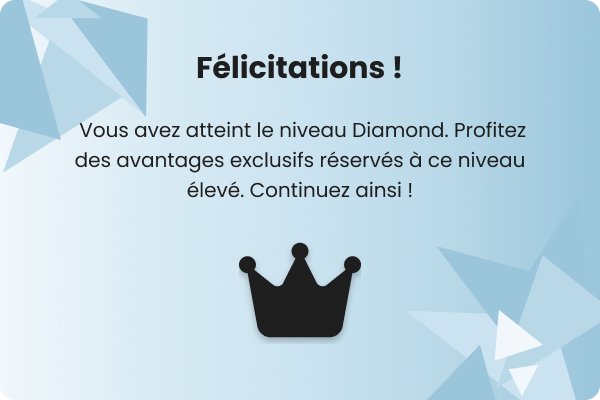 Félicitations !
Vous avez atteint le niveau Diamond. Profitez
des avantages exclusifs réservés à ce niveau
élevé. Continuez ainsi !